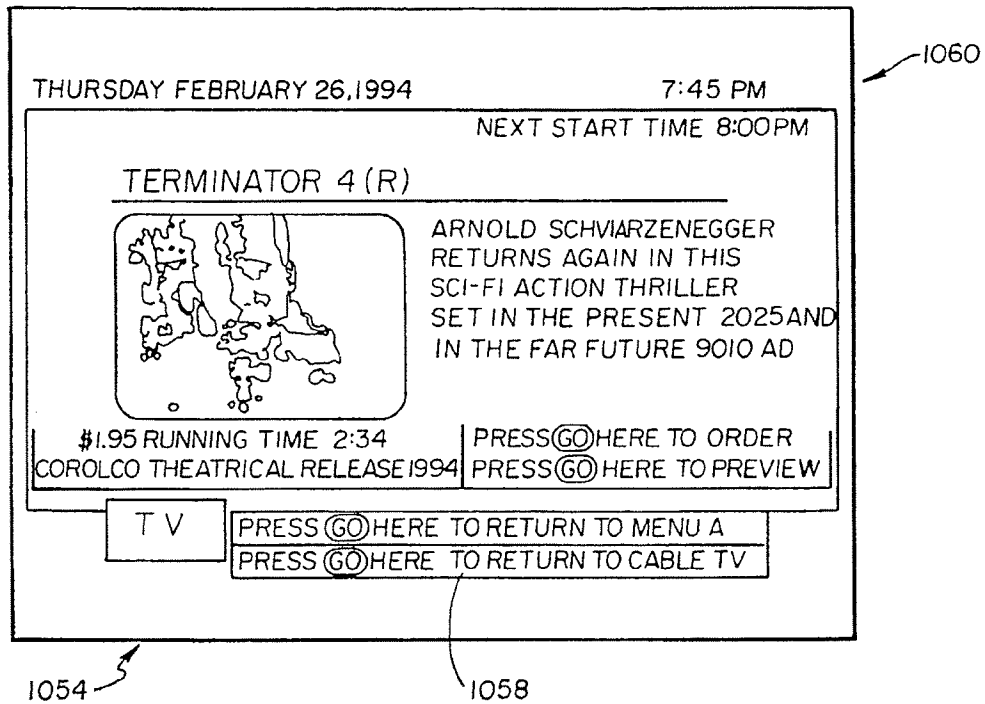 1060
THURSDAY FEBRUARY 26,1994 7:45 PM
NEXT START TIME 8:00PM
TERMINATOR 4 (R)
ARNOLD SCHVIARZENEGGER
RETURNS AGAIN IN THIS
SCI-FI ACTION THRILLER
SET IN THE PRESENT 2025 AND
IN THE FAR FUTURE 9010 AD
$1.95 RUNNING TIME 2:34
COROLCO THEATRICAL RELEASE 1994
PRESS GO HERE TO ORDER
PRESS GO HERE TO PREVIEW
TV
PRESS GO HERE TO RETURN TO MENU A
PRESS GO HERE TO RETURN TO CABLE TV
1054
1058